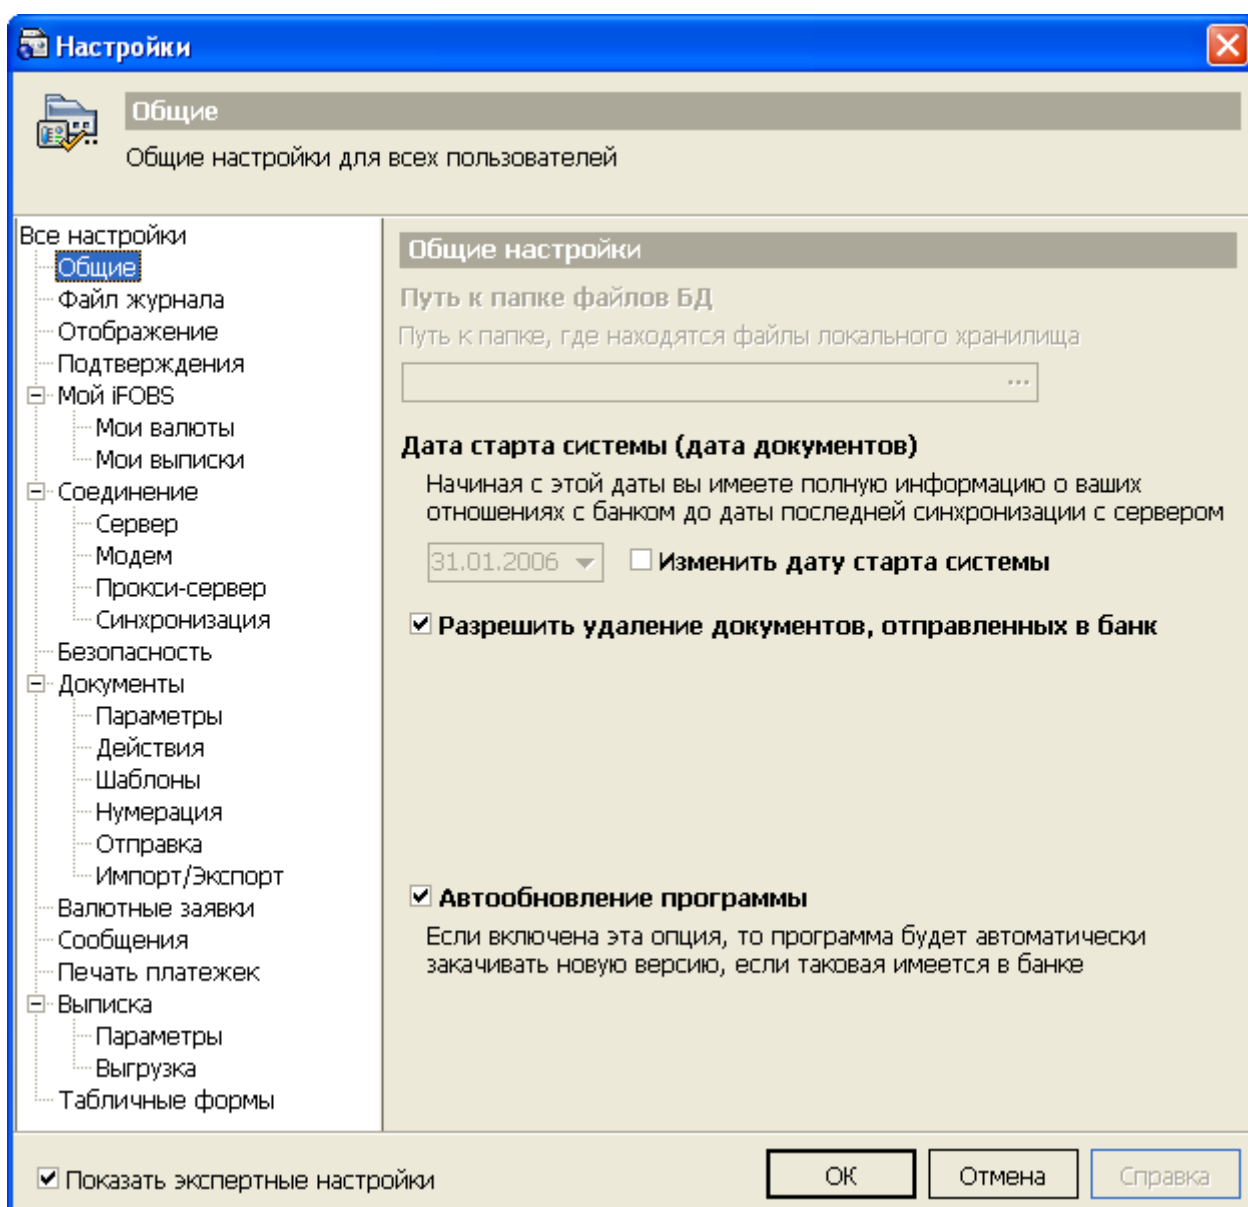 Настройки
Общие
Общие настройки для всех пользователей
Все настройки
Общие
Файл журнала
Отображение
Подтверждения
Мой iFOBS
Мои валюты
Мои выписки
Соединение
Сервер
Модем
Прокси-сервер
Синхронизация
Безопасность
Документы
Параметры
Действия
Шаблоны
Нумерация
Отправка
Импорт/Экспорт
Валютные заявки
Сообщения
Печать платежек
Выписка
Параметры
Выгрузка
Табличные формы
Общие настройки
Путь к папке файлов БД
Путь к папке, где находятся файлы локального хранилища
...
Дата старта системы (дата документов)
Начиная с этой даты вы имеете полную информацию о ваших
отношениях с банком до даты последней синхронизации с сервером
31.01.2006
Изменить дату старта системы
Разрешить удаление документов, отправленных в банк
Автообновление программы
Если включена эта опция, то программа будет автоматически
закачивать новую версию, если таковая имеется в банке
Показать экспертные настройки
ОК
Отмена
Справка